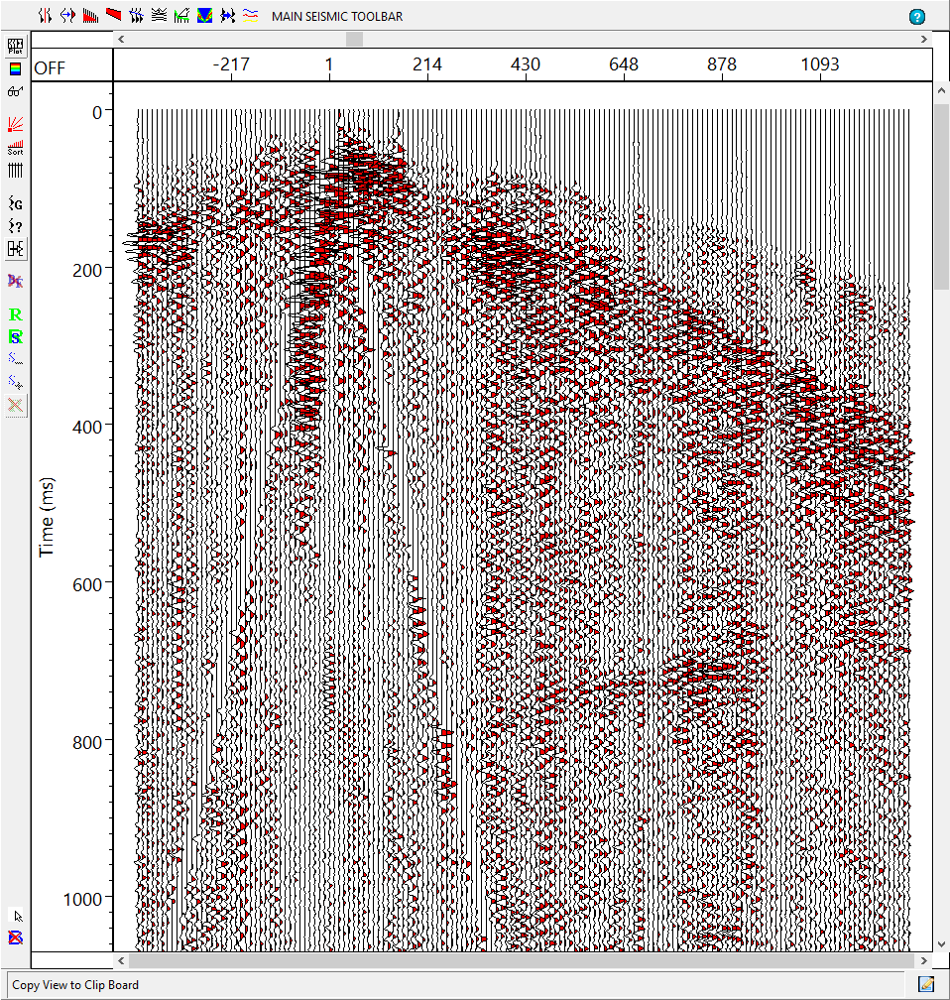 MAIN SEISMIC TOOLBAR
?
Plot
OFF
-217 1 214 430 648 878 1093
Sort
G
?
R
R
S
S
S
0
200
400
600
800
1000
Time (ms)
Copy View to Clip Board